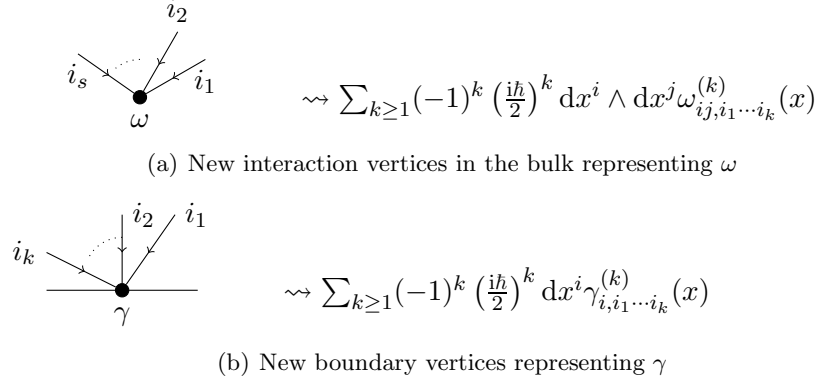 i_2
i_s i_1
ω
⇝ ∑_{k≥1}(−1)^k (iℏ/2)^k dx^i ∧ dx^j ω^{(k)}_{ij,i_1⋯i_k}(x)
(a) New interaction vertices in the bulk representing ω
i_k i_2 i_1
γ
⇝ ∑_{k≥1}(−1)^k (iℏ/2)^k dx^i γ^{(k)}_{i,i_1⋯i_k}(x)
(b) New boundary vertices representing γ